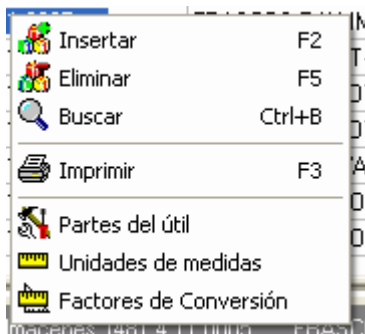 Insertar F2
Eliminar F5
Buscar Ctrl+B
Imprimir F3
Partes del útil
Unidades de medidas
Factores de Conversión